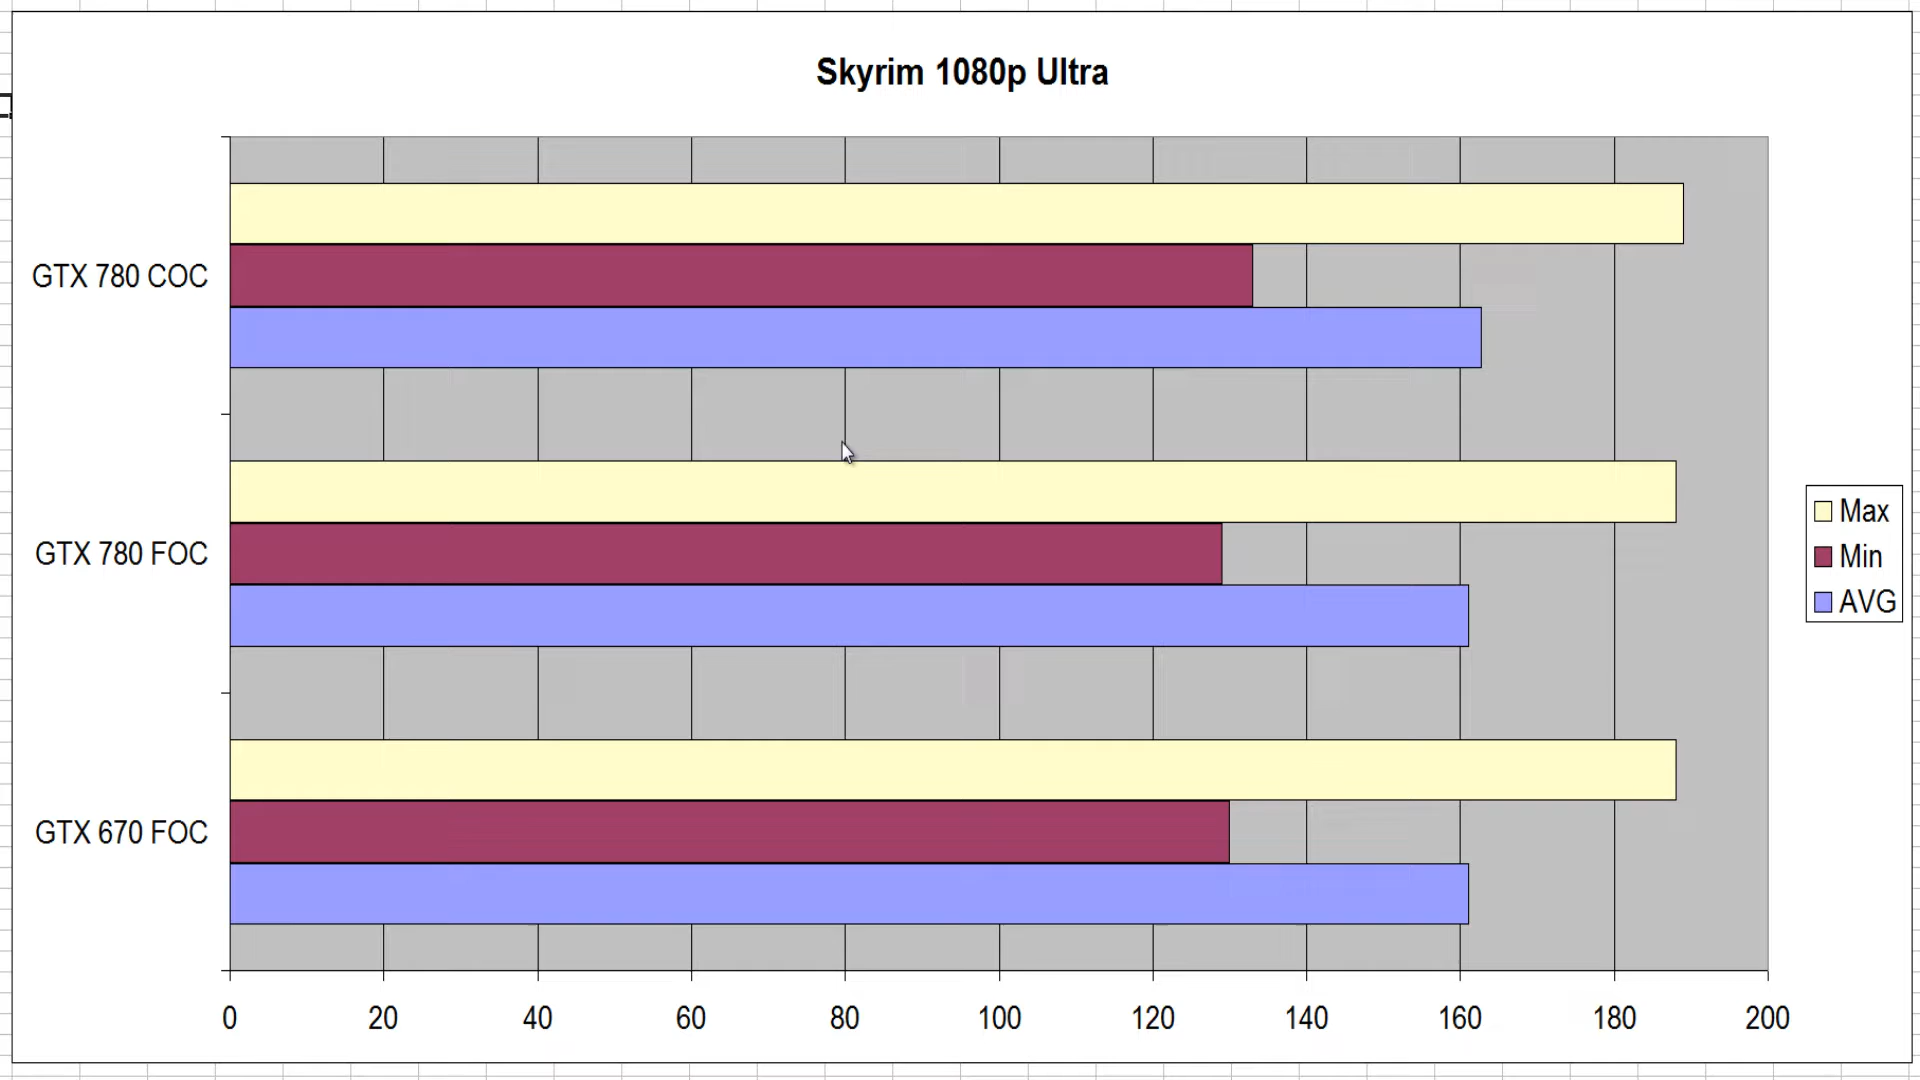 Skyrim 1080p Ultra
GTX 780 COC
GTX 780 FOC
GTX 670 FOC
Max
Min
AVG
0 20 40 60 80 100 120 140 160 180 200